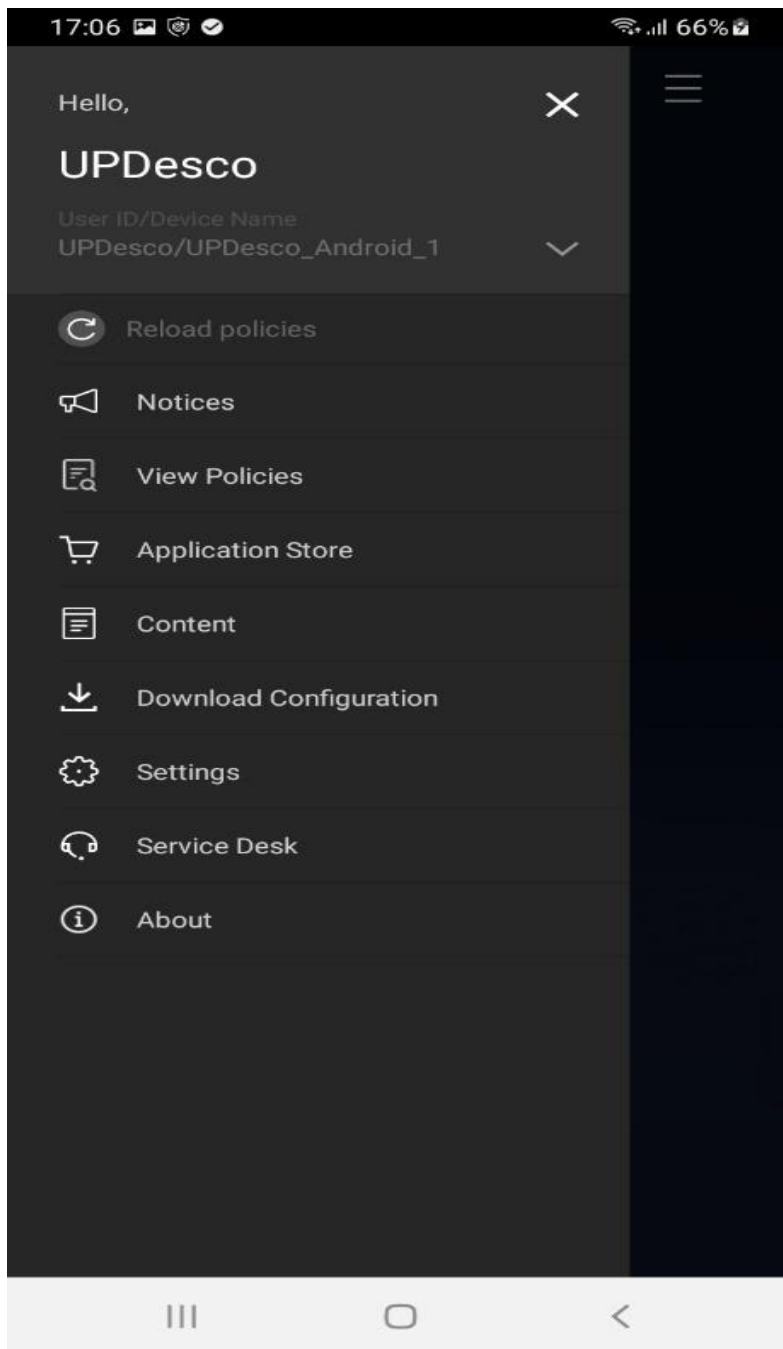 17:06 66%
Hello,
UPDesco
User ID/Device Name
UPDesco/UPDesco_Android_1
Reload policies
Notices
View Policies
Application Store
Content
Download Configuration
Settings
Service Desk
About